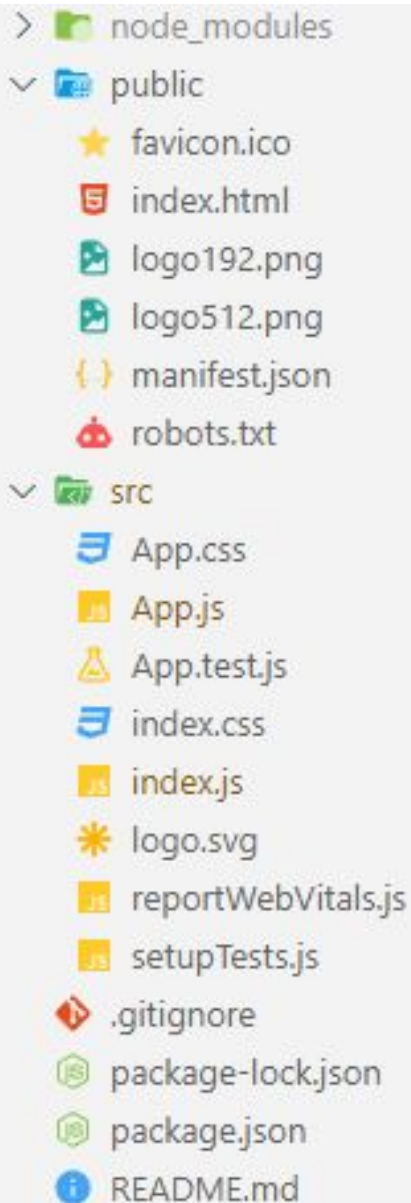 node_modules
public
favicon.ico
index.html
logo192.png
logo512.png
manifest.json
robots.txt
src
App.css
App.js
App.test.js
index.css
index.js
logo.svg
reportWebVitals.js
setupTests.js
.gitignore
package-lock.json
package.json
README.md